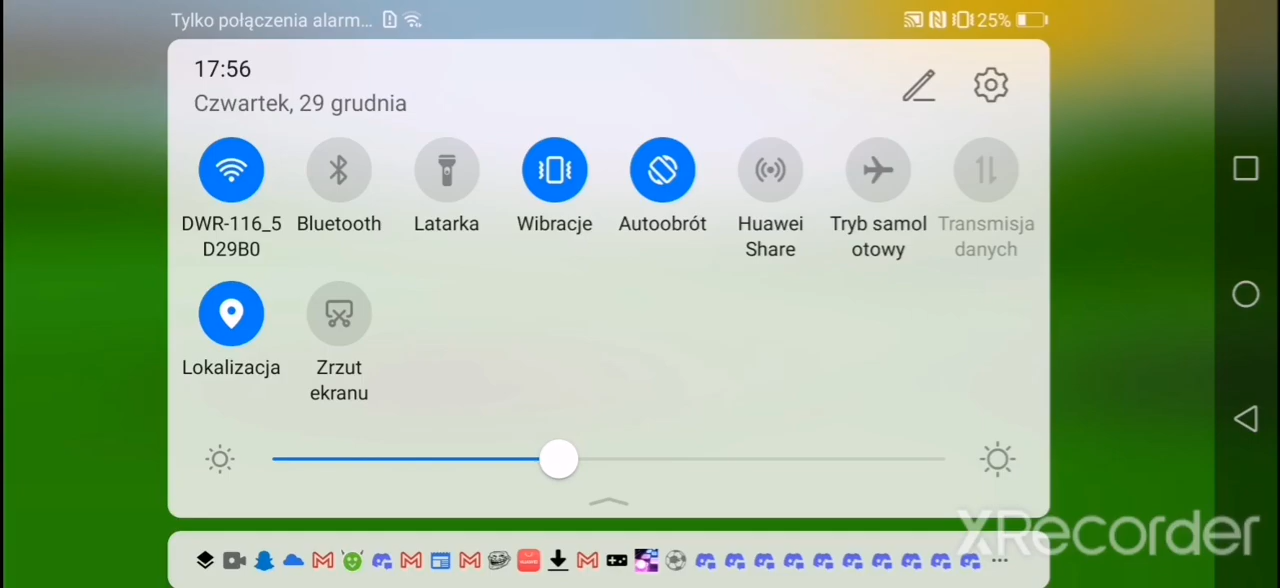 Tylko połączenia alarm...
25%
17:56
Czwartek, 29 grudnia
DWR-116_5
D29B0
Bluetooth
Latarka
Wibracje
Autoobrót
Huawei
Share
Tryb samol
otowy
Transmisja
danych
Lokalizacja
Zrzut
ekranu
XRecorder